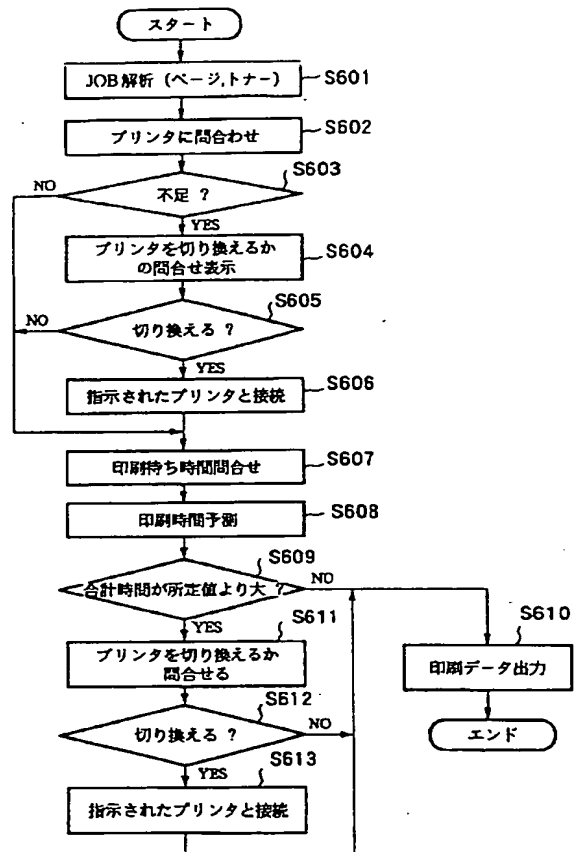 スタート
JOB解析 (ページ,トナー)
S601
プリンタに問合わせ
S602
S603
不足 ?
NO
YES
プリンタを切り換えるか
の問合せ表示
S604
S605
切り換える ?
NO
YES
指示されたプリンタと接続
S606
印刷待ち時間問合せ
S607
印刷時間予測
S608
S609
合計時間が所定値より大 ?
NO
YES
S611
プリンタを切り換えるか
問合せる
S610
印刷データ出力
S612
切り換える ?
NO
エンド
YES
S613
指示されたプリンタと接続